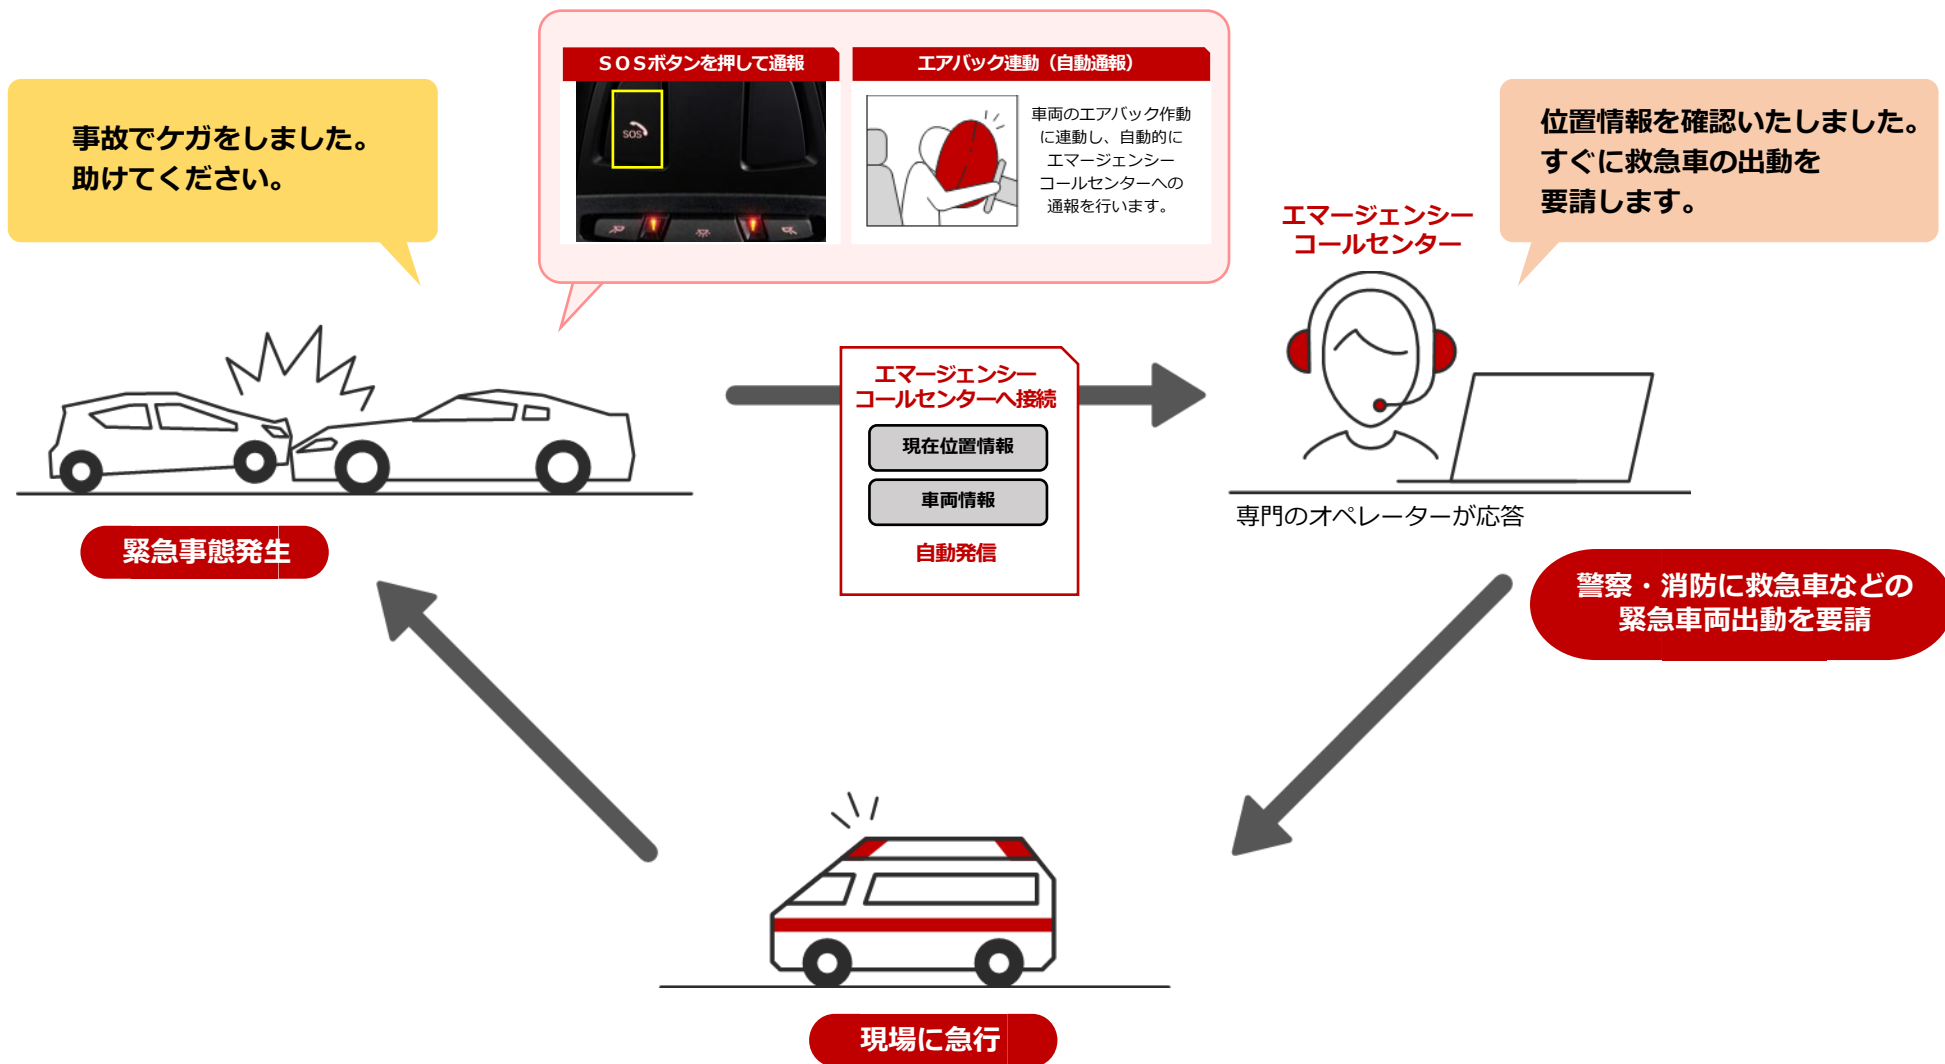 SOSボタンを押して通報
エアバック連動（自動通報）
SOS
車両のエアバック作動
に連動し、自動的に
エマージェンシー
コールセンターへの
通報を行います。
事故でケガをしました。
助けてください。
位置情報を確認いたしました。
すぐに救急車の出動を
要請します。
エマージェンシー
コールセンター
エマージェンシー
コールセンターへ接続
現在位置情報
車両情報
自動発信
専門のオペレーターが応答
緊急事態発生
警察・消防に救急車などの
緊急車両出動を要請
現場に急行